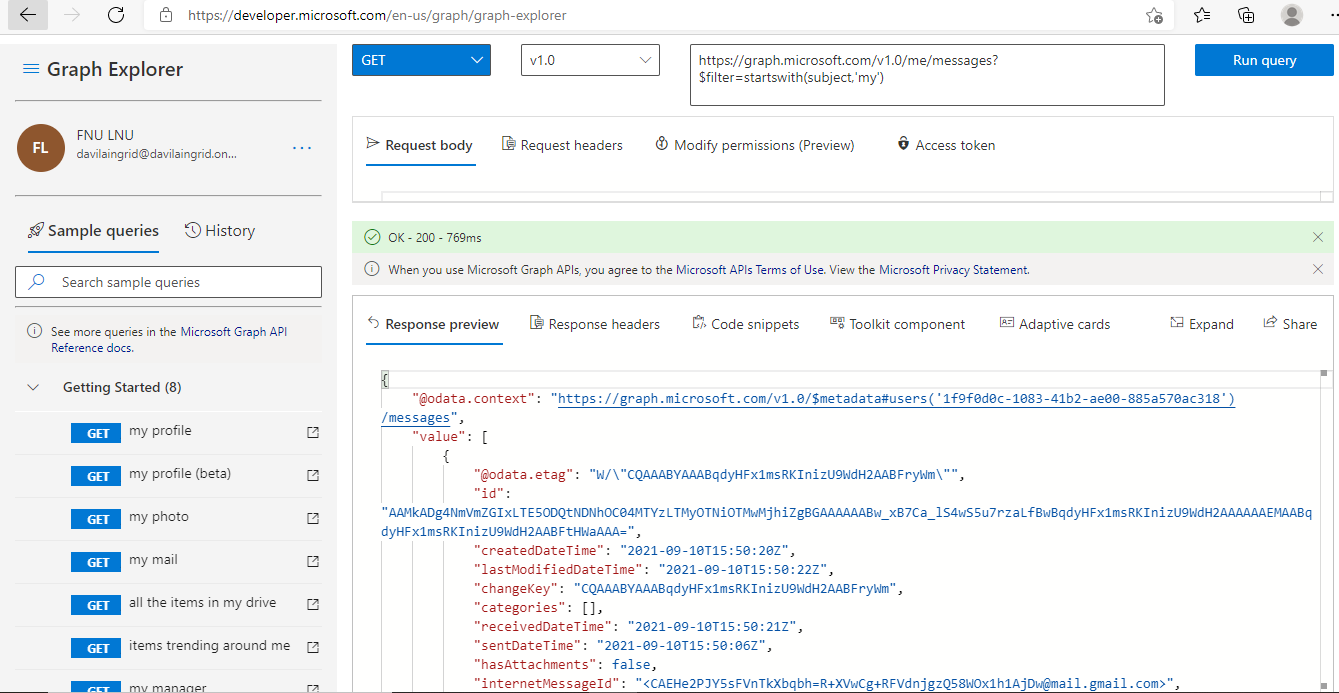 https://developer.microsoft.com/en-us/graph/graph-explorer
Graph Explorer
GET
v1.0
https://graph.microsoft.com/v1.0/me/messages?
$filter=startswith(subject,'my')
Run query
FL
FNU LNU
davilaingrid@davilaingrid.on...
Request body
Request headers
Modify permissions (Preview)
Access token
Sample queries
History
OK - 200 - 769ms
Search sample queries
When you use Microsoft Graph APIs, you agree to the Microsoft APIs Terms of Use. View the Microsoft Privacy Statement.
See more queries in the Microsoft Graph API
Reference docs.
Response preview
Response headers
Code snippets
Toolkit component
Adaptive cards
Expand
Share
Getting Started (8)
GET my profile
GET my profile (beta)
GET my photo
GET my mail
GET all the items in my drive
GET items trending around me
GET my manager
{
"@odata.context": "https://graph.microsoft.com/v1.0/$metadata#users('1f9f0d0c-1083-41b2-ae00-885a570ac318')
/messages",
"value": [
{
"@odata.etag": "W/\"CQAAABYAAABqdyHFx1msRKInizU9WdH2AABFryWm\"",
"id":
"AAMkADg4NmVmZGIxLTE5ODQtNDNhOC04MTYzLTMyOTNiOTMwMjhiZgBGAAAAAABw_xB7Ca_lS4wS5u7rzaLfBwBqdyHFx1msRKInizU9WdH2AAAAAAEMAABq
dyHFx1msRKInizU9WdH2AABFtHWaAAA=",
"createdDateTime": "2021-09-10T15:50:20Z",
"lastModifiedDateTime": "2021-09-10T15:50:22Z",
"changeKey": "CQAAABYAAABqdyHFx1msRKInizU9WdH2AABFryWm",
"categories": [],
"receivedDateTime": "2021-09-10T15:50:21Z",
"sentDateTime": "2021-09-10T15:50:06Z",
"hasAttachments": false,
"internetMessageId": "<CAEHe2PJY5sFVnTkXbqbh=R+XVwCg+RFVdnjgzQ58WOx1h1AjDw@mail.gmail.com>",